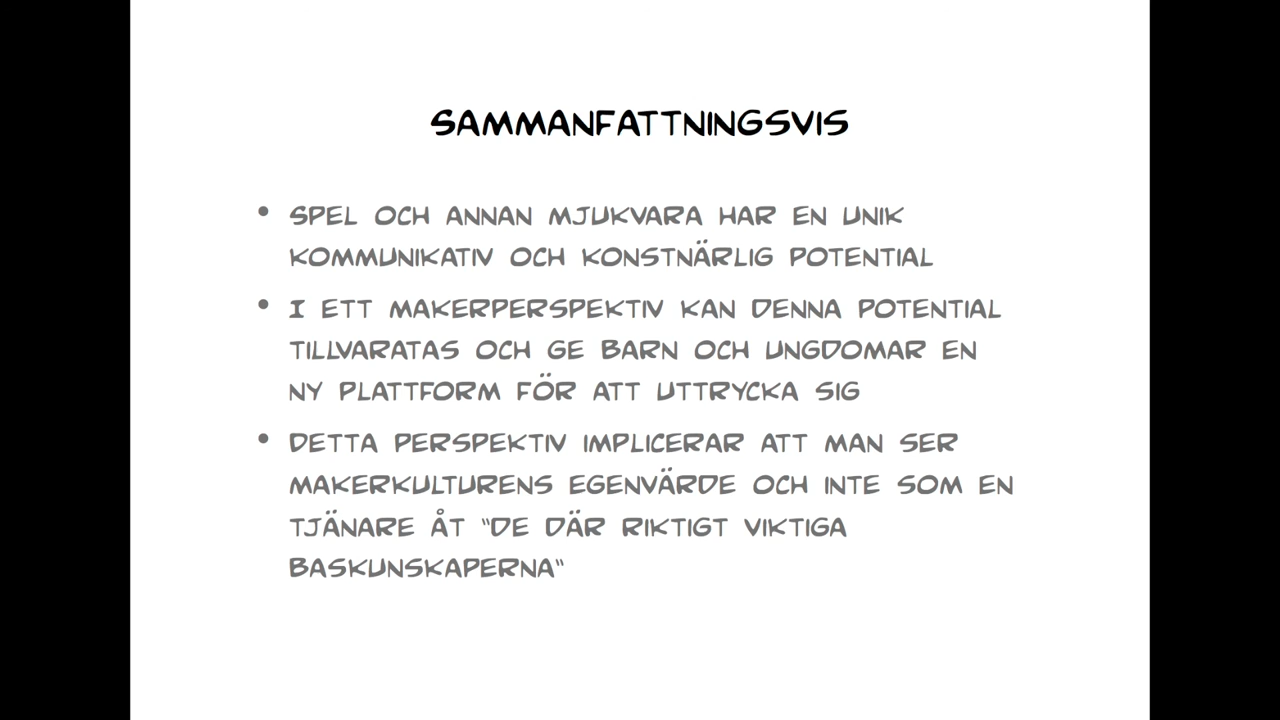 SAMMANFATTNINGSVIS
• SPEL OCH ANNAN MJUKVARA HAR EN UNIK
KOMMUNIKATIV OCH KONSTNÄRLIG POTENTIAL
• I ETT MAKERPERSPEKTIV KAN DENNA POTENTIAL
TILLVARATAS OCH GE BARN OCH UNGDOMAR EN
NY PLATTFORM FÖR ATT UTTRYCKA SIG
• DETTA PERSPEKTIV IMPLICERAR ATT MAN SER
MAKERKULTURENS EGENVÄRDE OCH INTE SOM EN
TJÄNARE ÅT "DE DÄR RIKTIGT VIKTIGA
BASKUNSKAPERNA"